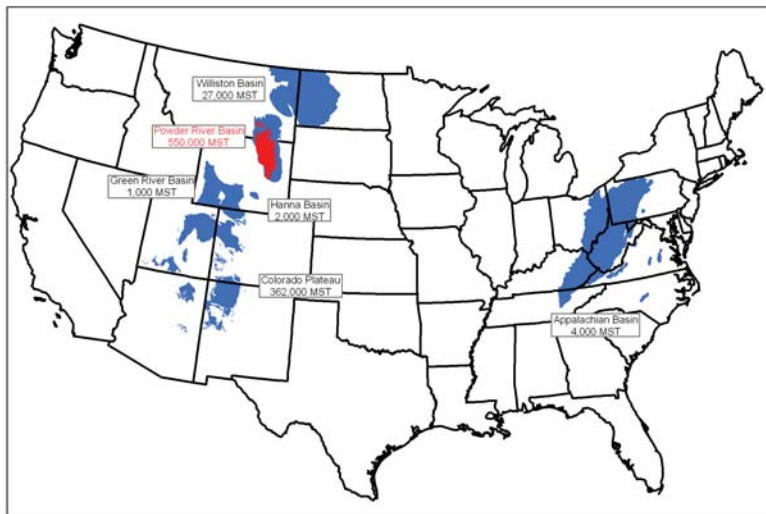 Williston Basin
27,000 MST
Powder River Basin
550,000 MST
Green River Basin
1,000 MST
Hanna Basin
2,000 MST
Colorado Plateau
362,000 MST
Appalachian Basin
4,000 MST